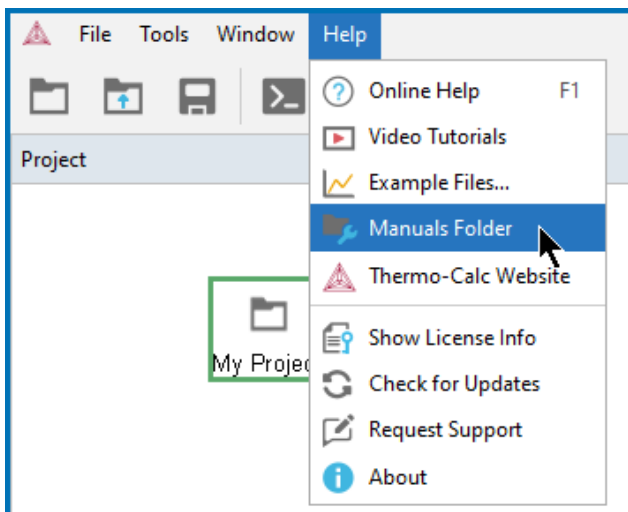 File Tools Window Help
Project
My Projec
Online Help F1
Video Tutorials
Example Files...
Manuals Folder
Thermo-Calc Website
Show License Info
Check for Updates
Request Support
About